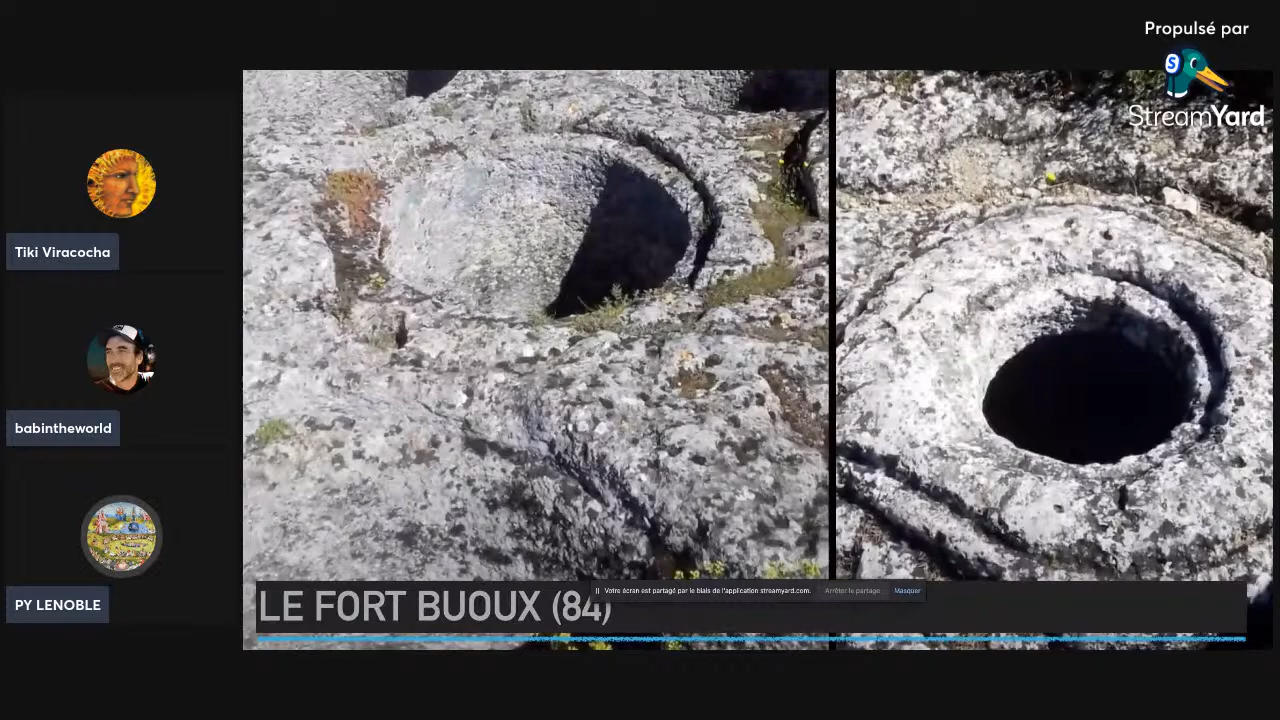 Propulsé par
StreamYard
Tiki Viracocha
babintheworld
PY LENOBLE
LE FORT BUOUX (84)
Votre écran est partagé par le biais de l'application streamyard.com. Arrêter le partage Masquer